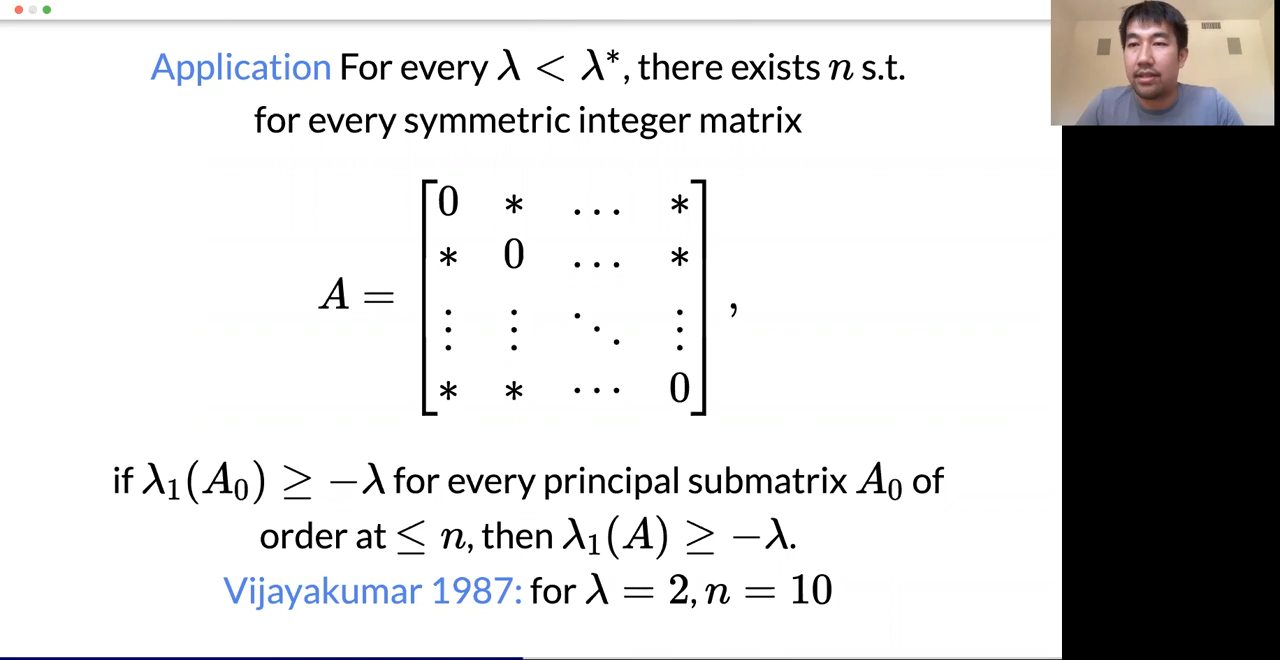 Application For every λ < λ*, there exists n s.t.
for every symmetric integer matrix
A = [0 * … *
* 0 … *
⋮ ⋮ ⋱ ⋮
* * ⋯ 0],
if λ₁(A₀) ≥ −λ for every principal submatrix A₀ of
order at ≤ n, then λ₁(A) ≥ −λ.
Vijayakumar 1987: for λ = 2, n = 10